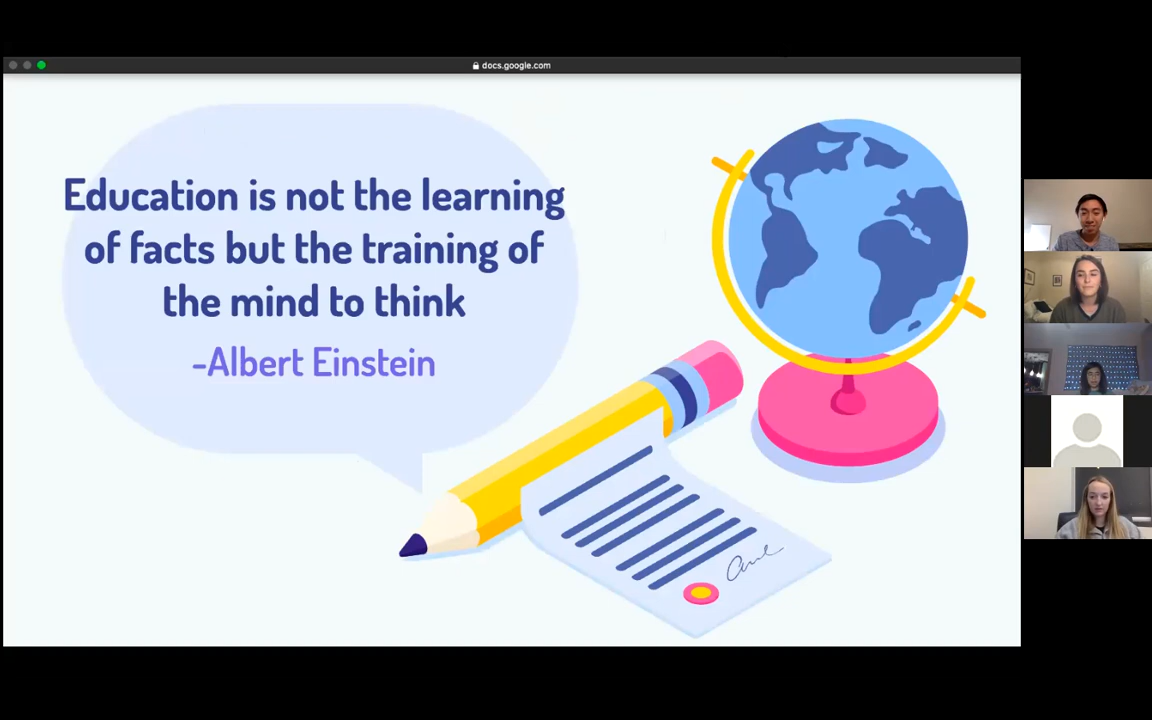 docs.google.com
Education is not the learning
of facts but the training of
the mind to think
-Albert Einstein